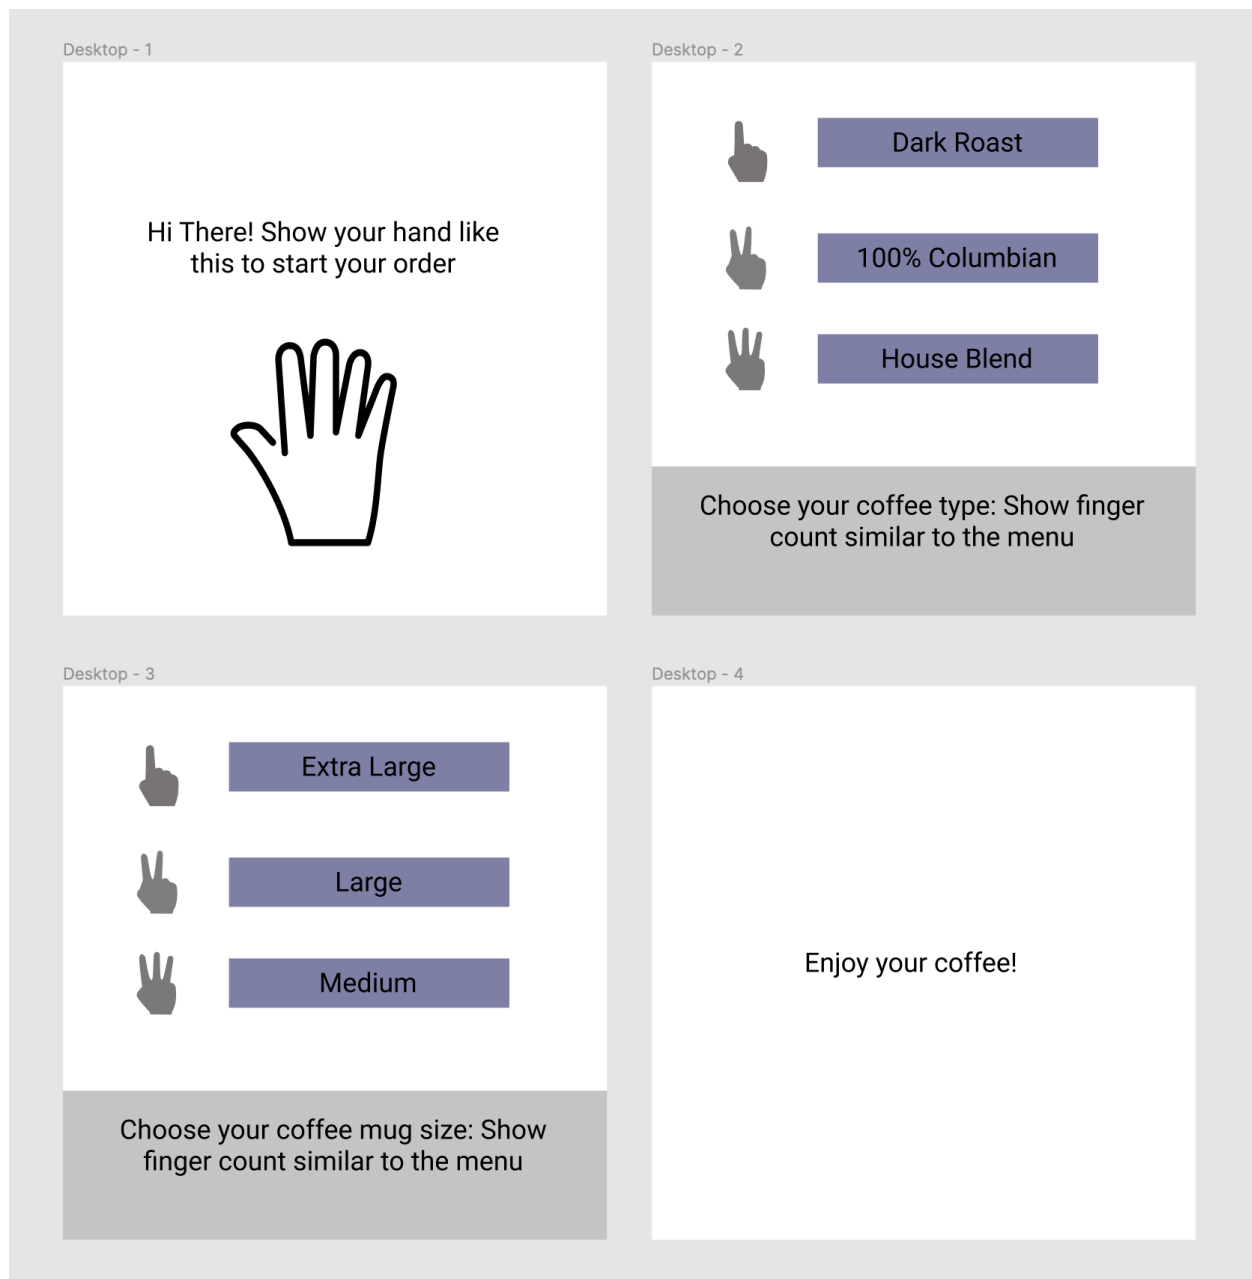 Desktop - 1
Hi There! Show your hand like
this to start your order
Desktop - 2
Dark Roast
100% Columbian
House Blend
Choose your coffee type: Show finger
count similar to the menu
Desktop - 3
Extra Large
Large
Medium
Choose your coffee mug size: Show
finger count similar to the menu
Desktop - 4
Enjoy your coffee!